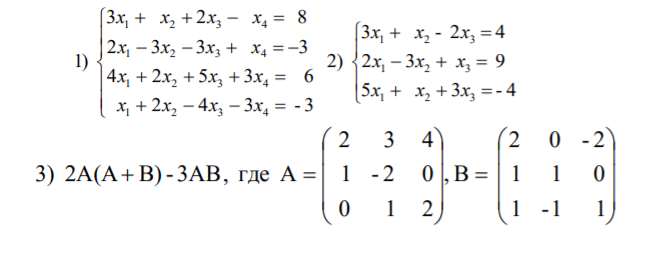 1) { 3x₁ + x₂ + 2x₃ − x₄ = 8
2x₁ − 3x₂ − 3x₃ + x₄ = −3
4x₁ + 2x₂ + 5x₃ + 3x₄ = 6
x₁ + 2x₂ − 4x₃ − 3x₄ = -3
2) { 3x₁ + x₂ - 2x₃ = 4
2x₁ − 3x₂ + x₃ = 9
5x₁ + x₂ + 3x₃ = -4
3) 2A(A + B) - 3AB, где A = ( 2 3 4 ), B = ( 2 0 -2 )
( 1 -2 0 ) ( 1 1 0 )
( 0 1 2 ) ( 1 -1 1 )